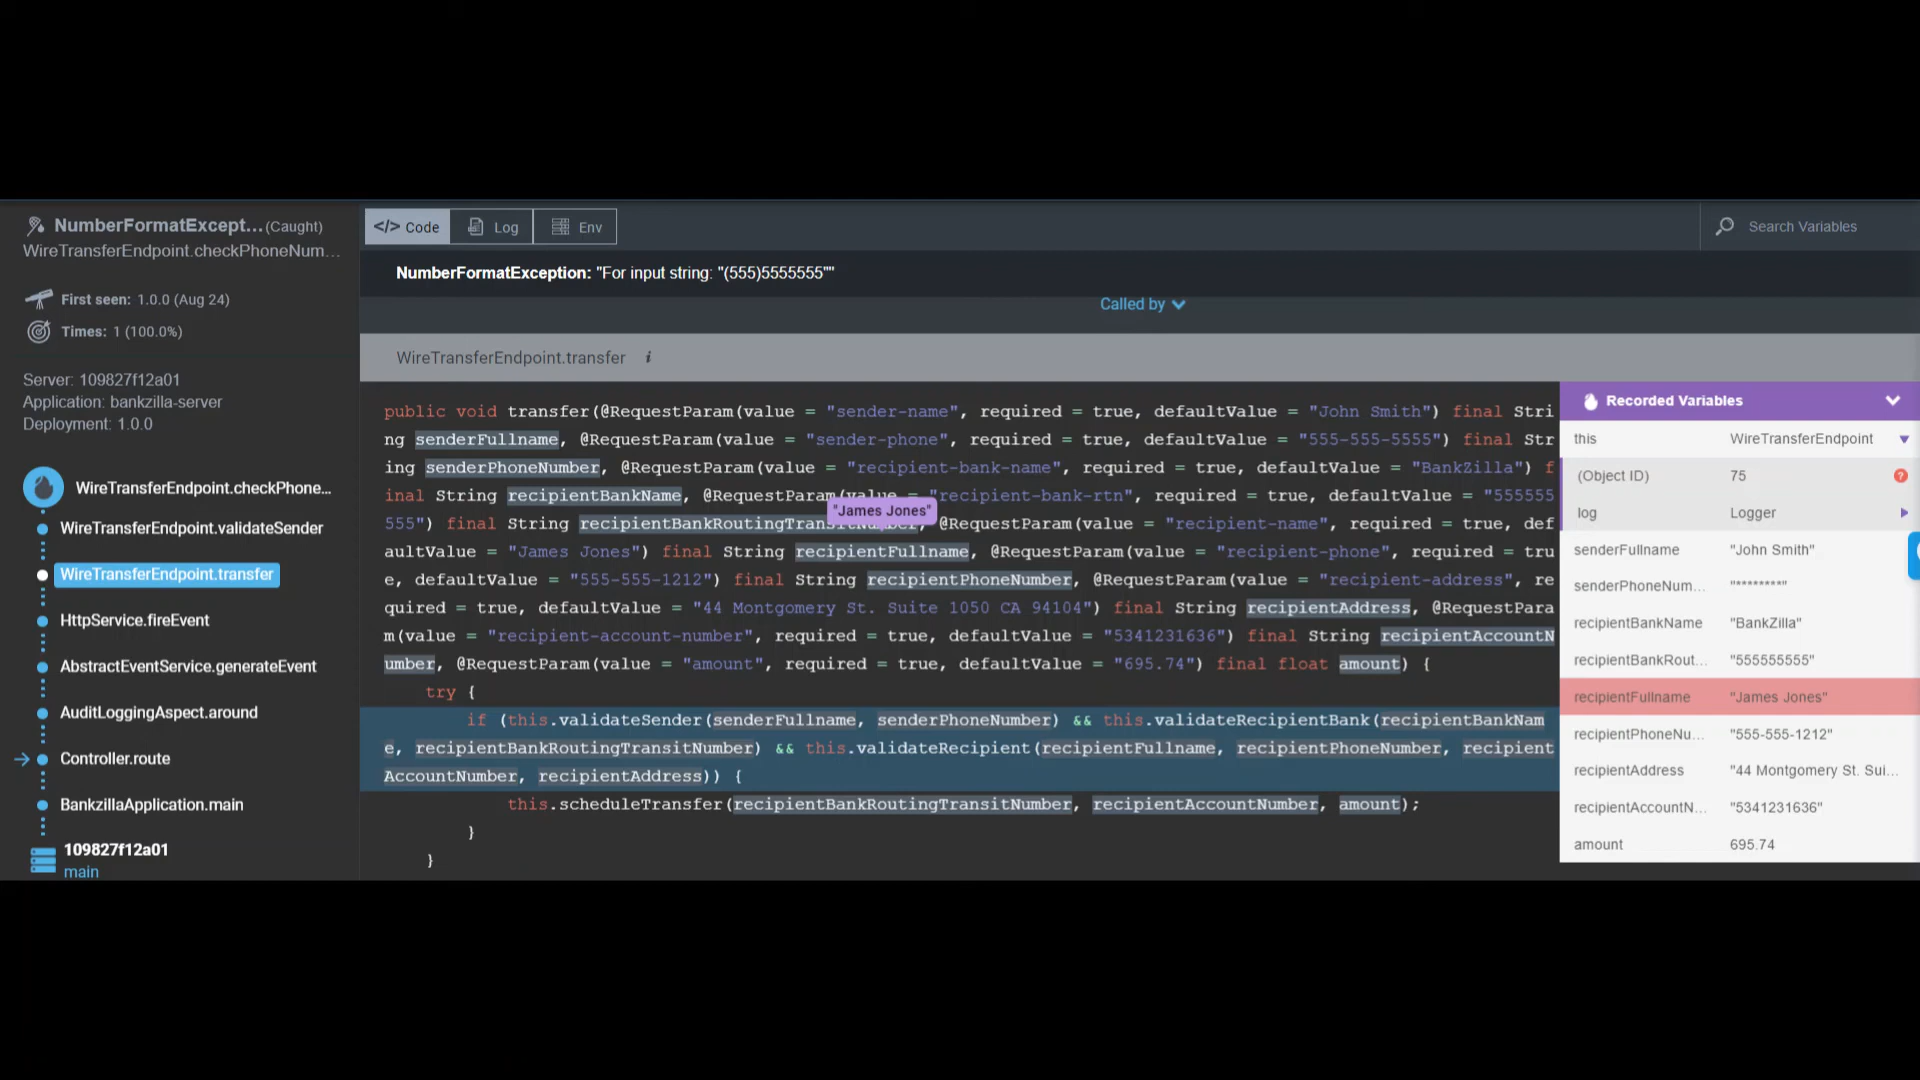 NumberFormatExcept... (Caught)
WireTransferEndpoint.checkPhoneNum...
First seen: 1.0.0 (Aug 24)
Times: 1 (100.0%)
Server: 109827f12a01
Application: bankzilla-server
Deployment: 1.0.0
WireTransferEndpoint.checkPhone...
WireTransferEndpoint.validateSender
WireTransferEndpoint.transfer
HttpService.fireEvent
AbstractEventService.generateEvent
AuditLoggingAspect.around
Controller.route
BankzillaApplication.main
109827f12a01
main
</> Code
Log
Env
Search Variables
NumberFormatException: "For input string: "(555)5555555""
Called by
WireTransferEndpoint.transfer i
public void transfer(@RequestParam(value = "sender-name", required = true, defaultValue = "John Smith") final Stri
ng senderFullname, @RequestParam(value = "sender-phone", required = true, defaultValue = "555-555-5555") final Str
ing senderPhoneNumber, @RequestParam(value = "recipient-bank-name", required = true, defaultValue = "BankZilla") f
inal String recipientBankName, @RequestParam(value = "recipient-bank-rtn", required = true, defaultValue = "555555
"James Jones"
555") final String recipientBankRoutingTransitNumber, @RequestParam(value = "recipient-name", required = true, def
aultValue = "James Jones") final String recipientFullname, @RequestParam(value = "recipient-phone", required = tru
e, defaultValue = "555-555-1212") final String recipientPhoneNumber, @RequestParam(value = "recipient-address", re
quired = true, defaultValue = "44 Montgomery St. Suite 1050 CA 94104") final String recipientAddress, @RequestPara
m(value = "recipient-account-number", required = true, defaultValue = "5341231636") final String recipientAccountN
umber, @RequestParam(value = "amount", required = true, defaultValue = "695.74") final float amount) {
try {
if (this.validateSender(senderFullname, senderPhoneNumber) && this.validateRecipientBank(recipientBankNam
e, recipientBankRoutingTransitNumber) && this.validateRecipient(recipientFullname, recipientPhoneNumber, recipient
AccountNumber, recipientAddress)) {
this.scheduleTransfer(recipientBankRoutingTransitNumber, recipientAccountNumber, amount);
}
}
Recorded Variables
this WireTransferEndpoint
(Object ID) 75 ?
log Logger
senderFullname "John Smith"
senderPhoneNum... "********"
recipientBankName "BankZilla"
recipientBankRout... "555555555"
recipientFullname "James Jones"
recipientPhoneNu... "555-555-1212"
recipientAddress "44 Montgomery St. Sui...
recipientAccountN... "5341231636"
amount 695.74